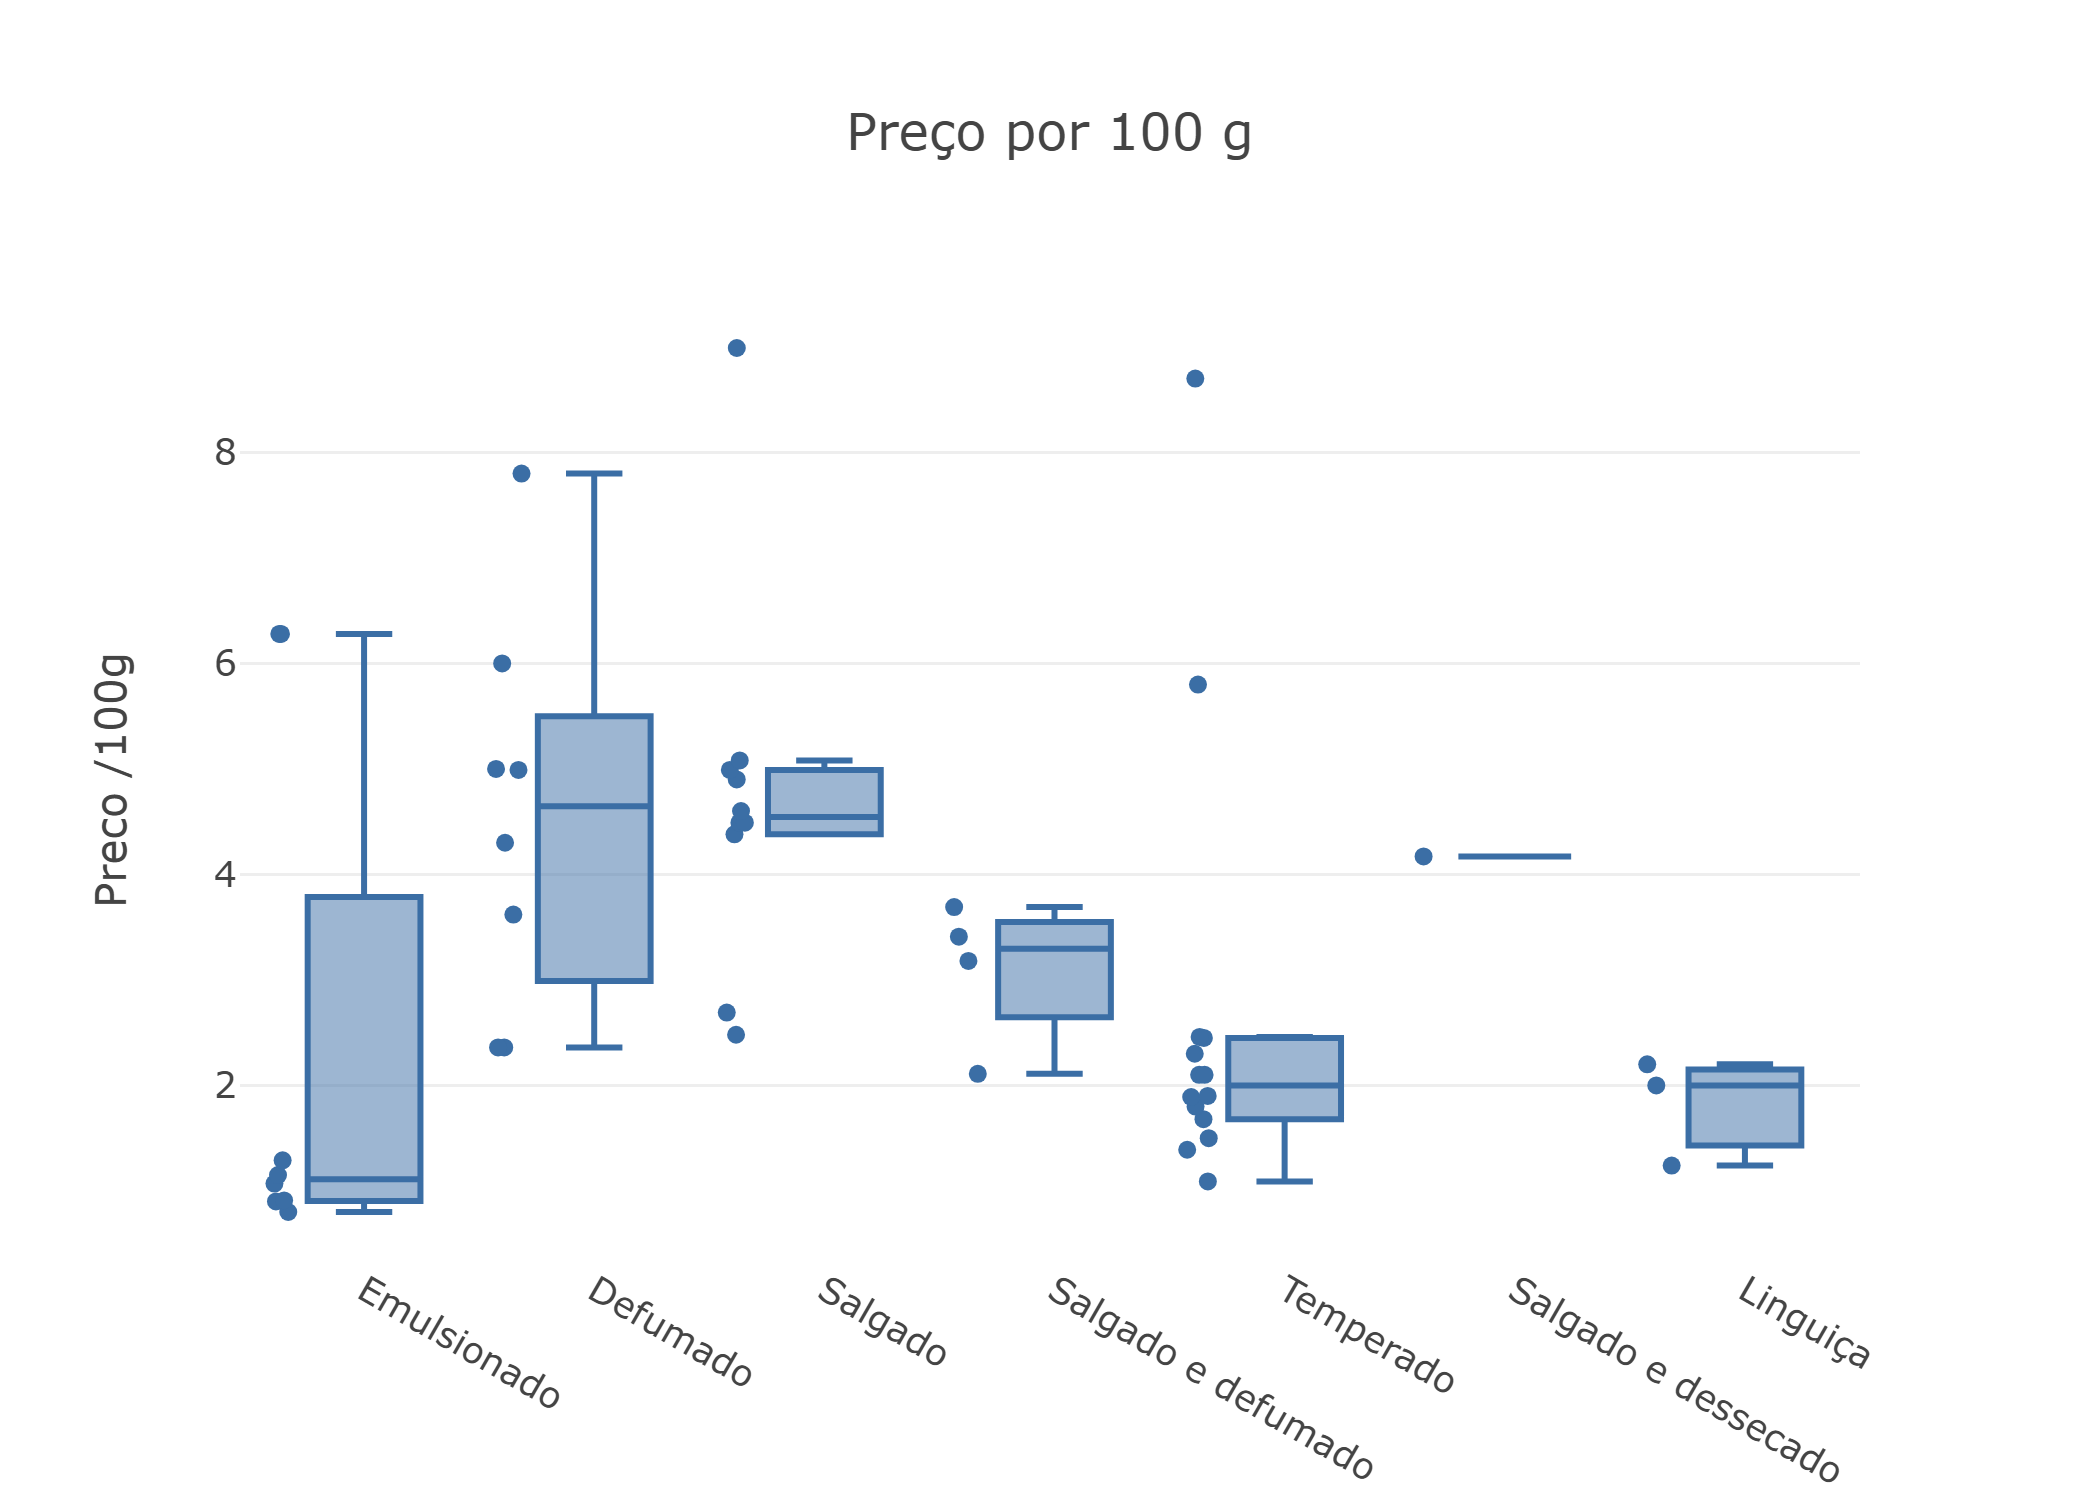 Preço por 100 g
Preco /100g
8
6
4
2
Emulsionado
Defumado
Salgado
Salgado e defumado
Temperado
Salgado e dessecado
Linguiça